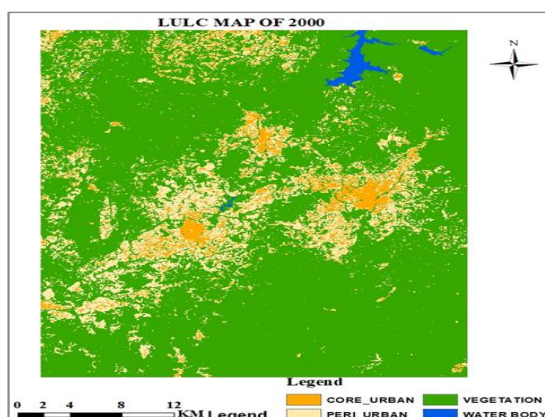 LULC MAP OF 2000
N
Legend
CORE_URBAN VEGETATION
PERI_URBAN WATER BODY
0 2 4 8 12
KM Legend